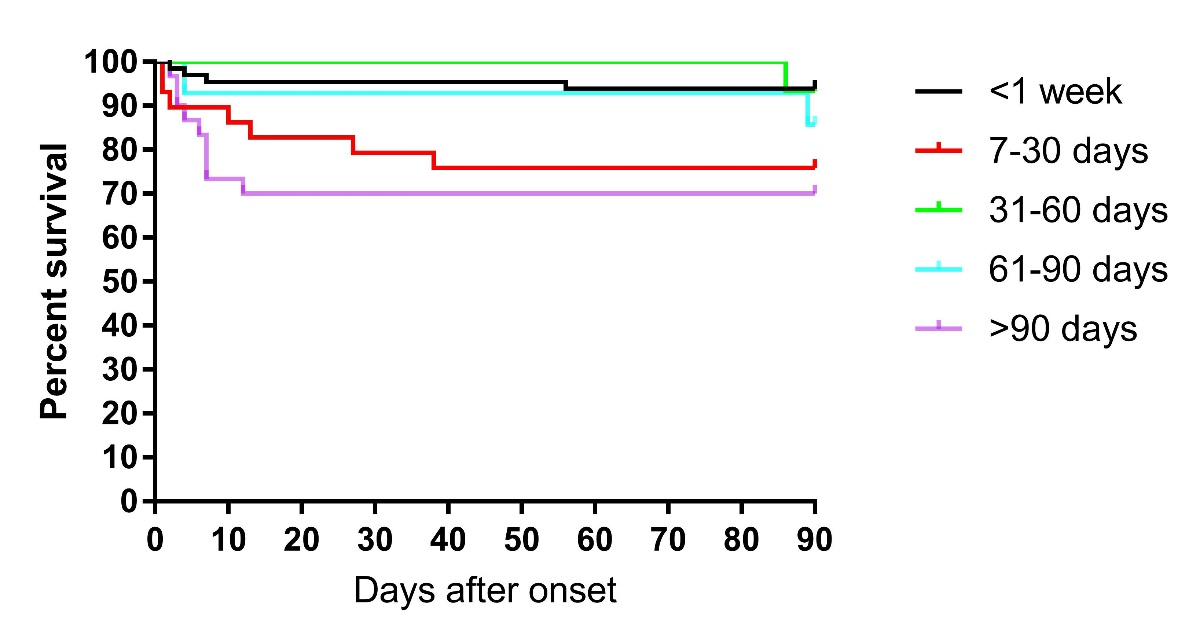 Percent survival
100
90
80
70
60
50
40
30
20
10
0
0 10 20 30 40 50 60 70 80 90
Days after onset
<1 week
7-30 days
31-60 days
61-90 days
>90 days